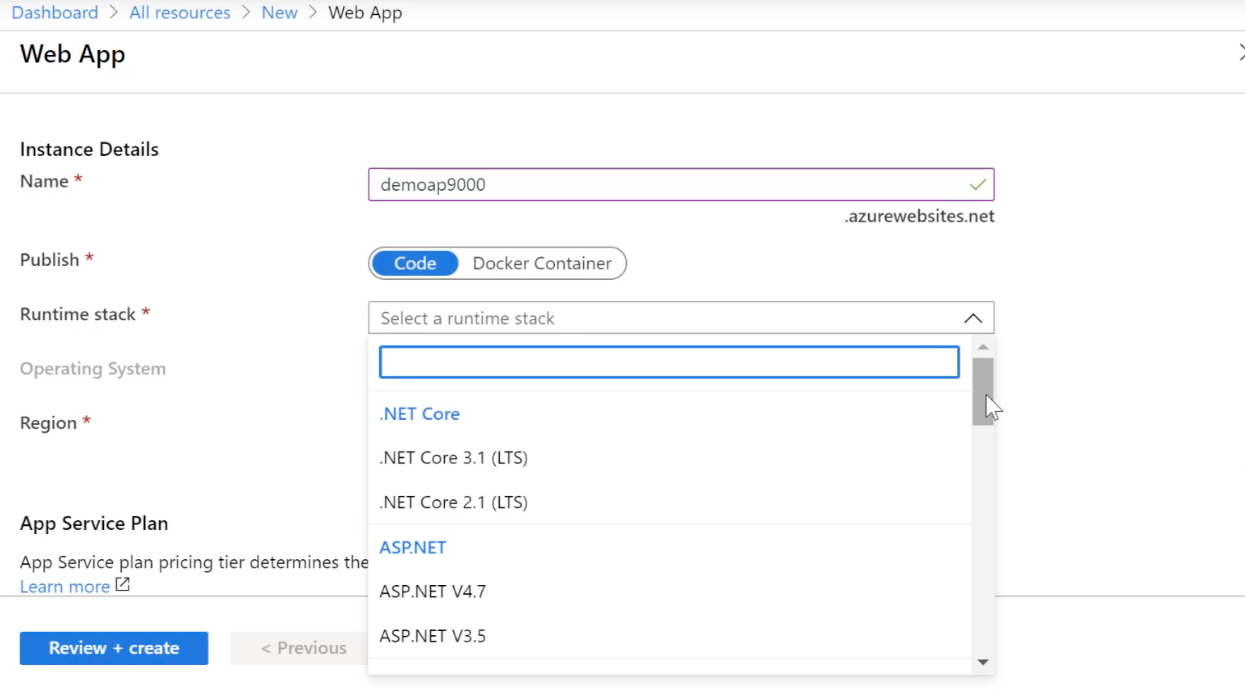 Dashboard > All resources > New > Web App
Web App
Instance Details
Name *
demoap9000
.azurewebsites.net
Publish *
Code
Docker Container
Runtime stack *
Select a runtime stack
Operating System
.NET Core
Region *
.NET Core 3.1 (LTS)
.NET Core 2.1 (LTS)
App Service Plan
ASP.NET
App Service plan pricing tier determines the
Learn more
ASP.NET V4.7
ASP.NET V3.5
Review + create
< Previous